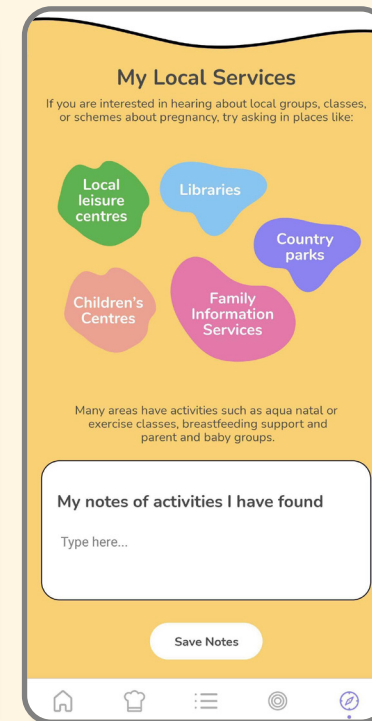 My Local Services
If you are interested in hearing about local groups, classes,
or schemes about pregnancy, try asking in places like:
Local
leisure
centres
Libraries
Country
parks
Children's
Centres
Family
Information
Services
Many areas have activities such as aqua natal or
exercise classes, breastfeeding support and
parent and baby groups.
My notes of activities I have found
Type here...
Save Notes